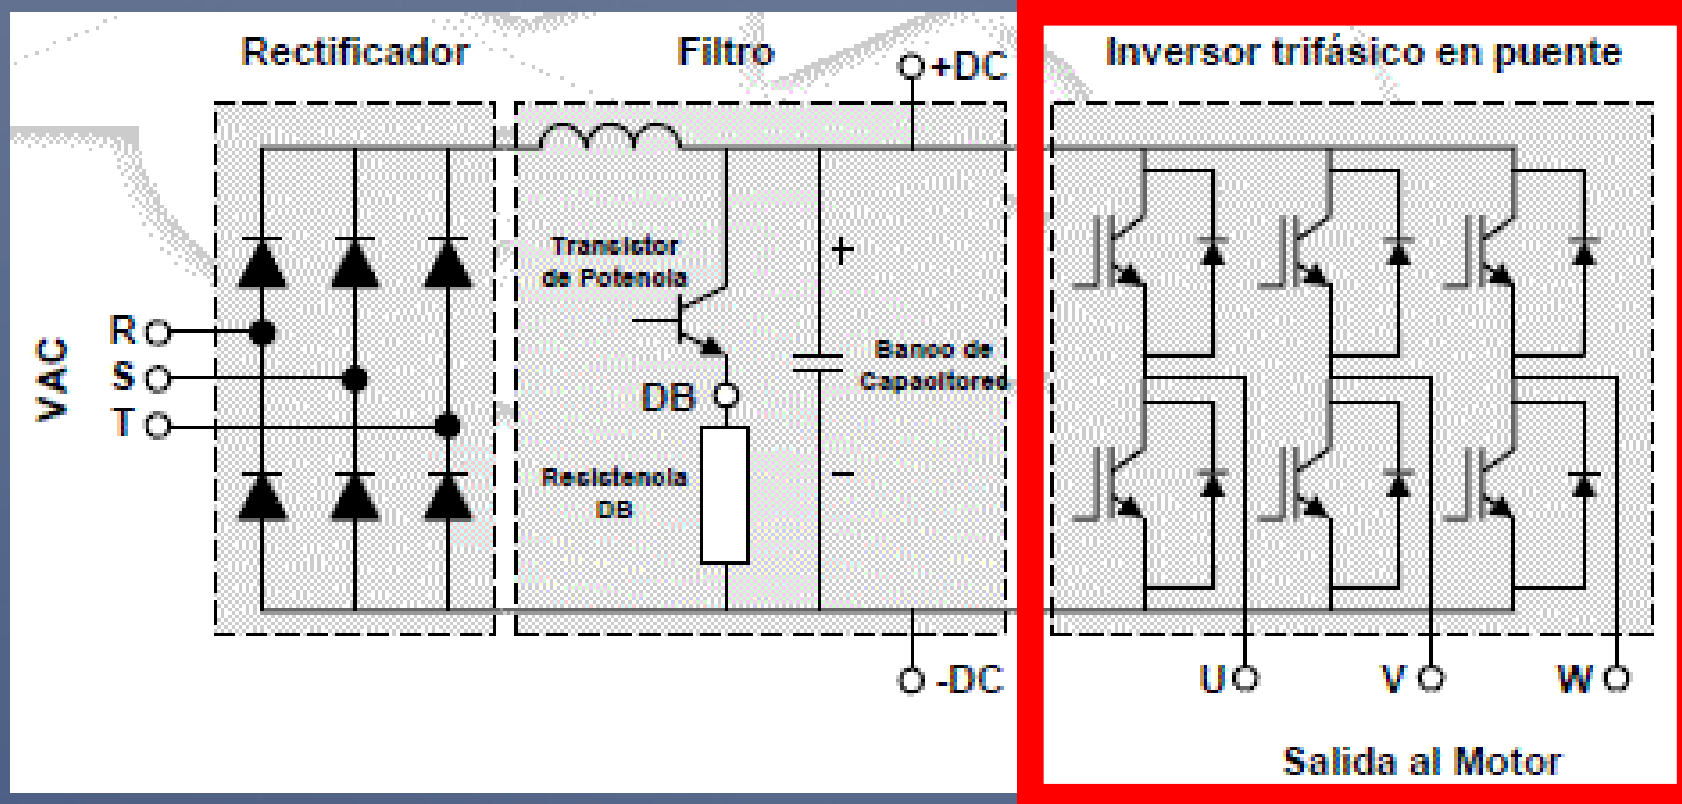 Rectificador
Filtro
+DC
Inversor trifásico en puente
Transistor
de Potencia
+
VAC
R
S
T
DB
Banco de
Capacitores
Resistencia
DB
-
-DC
U
V
W
Salida al Motor